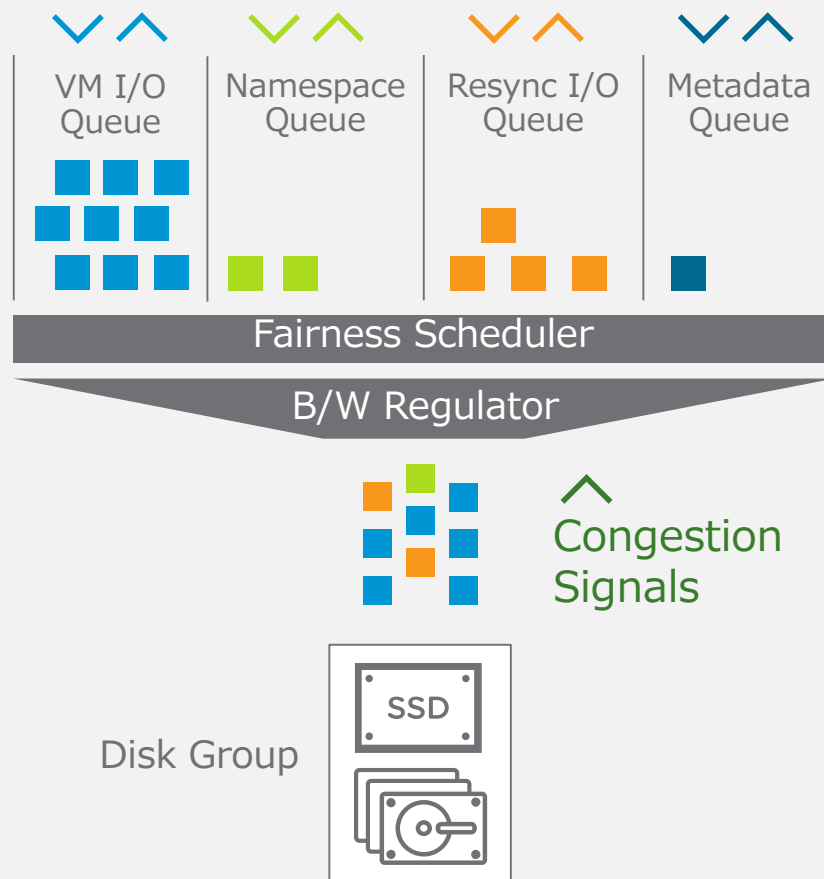 VM I/O
Queue
Namespace
Queue
Resync I/O
Queue
Metadata
Queue
Fairness Scheduler
B/W Regulator
Congestion
Signals
SSD
Disk Group